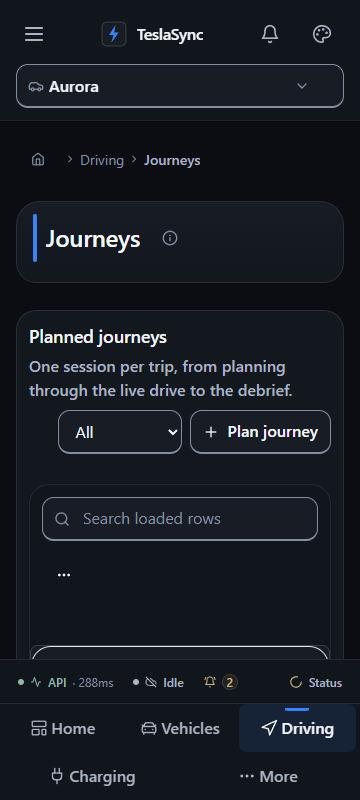 TeslaSync
Aurora
Driving
Journeys
Journeys
Planned journeys
One session per trip, from planning
through the live drive to the debrief.
All
Plan journey
Search loaded rows
...
API · 288ms
Idle
2
Status
Home
Vehicles
Driving
Charging
More